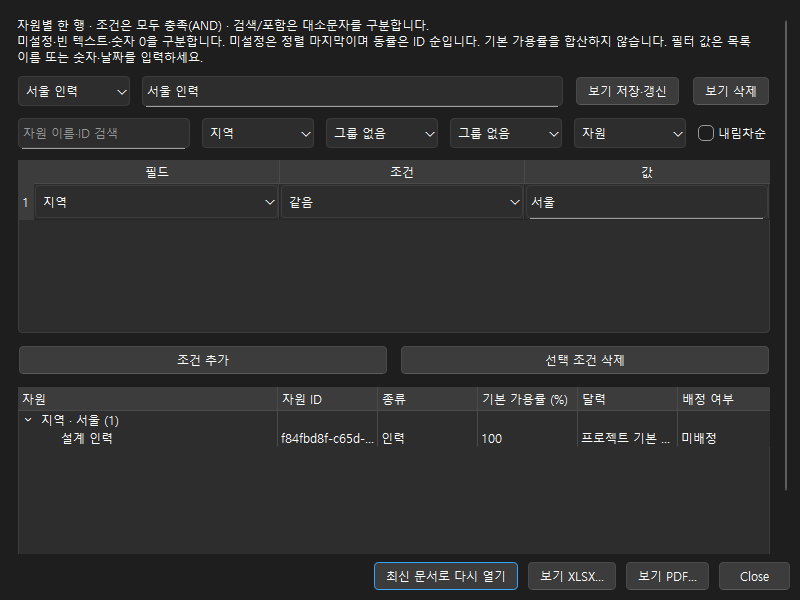 자원별 한 행 · 조건은 모두 충족(AND) · 검색/포함은 대소문자를 구분합니다.
미설정·빈 텍스트·숫자 0을 구분합니다. 미설정은 정렬 마지막이며 동률은 ID 순입니다. 기본 가용률을 합산하지 않습니다. 필터 값은 목록
이름 또는 숫자·날짜를 입력하세요.
서울 인력 서울 인력 보기 저장·갱신 보기 삭제
자원 이름·ID 검색 지역 그룹 없음 그룹 없음 자원 내림차순
필드 조건 값
1 지역 같음 서울
조건 추가 선택 조건 삭제
자원 자원 ID 종류 기본 가용률 (%) 달력 배정 여부
지역 · 서울 (1)
설계 인력 f84fbd8f-c65d-... 인력 100 프로젝트 기본 ... 미배정
최신 문서로 다시 열기 보기 XLSX... 보기 PDF... Close